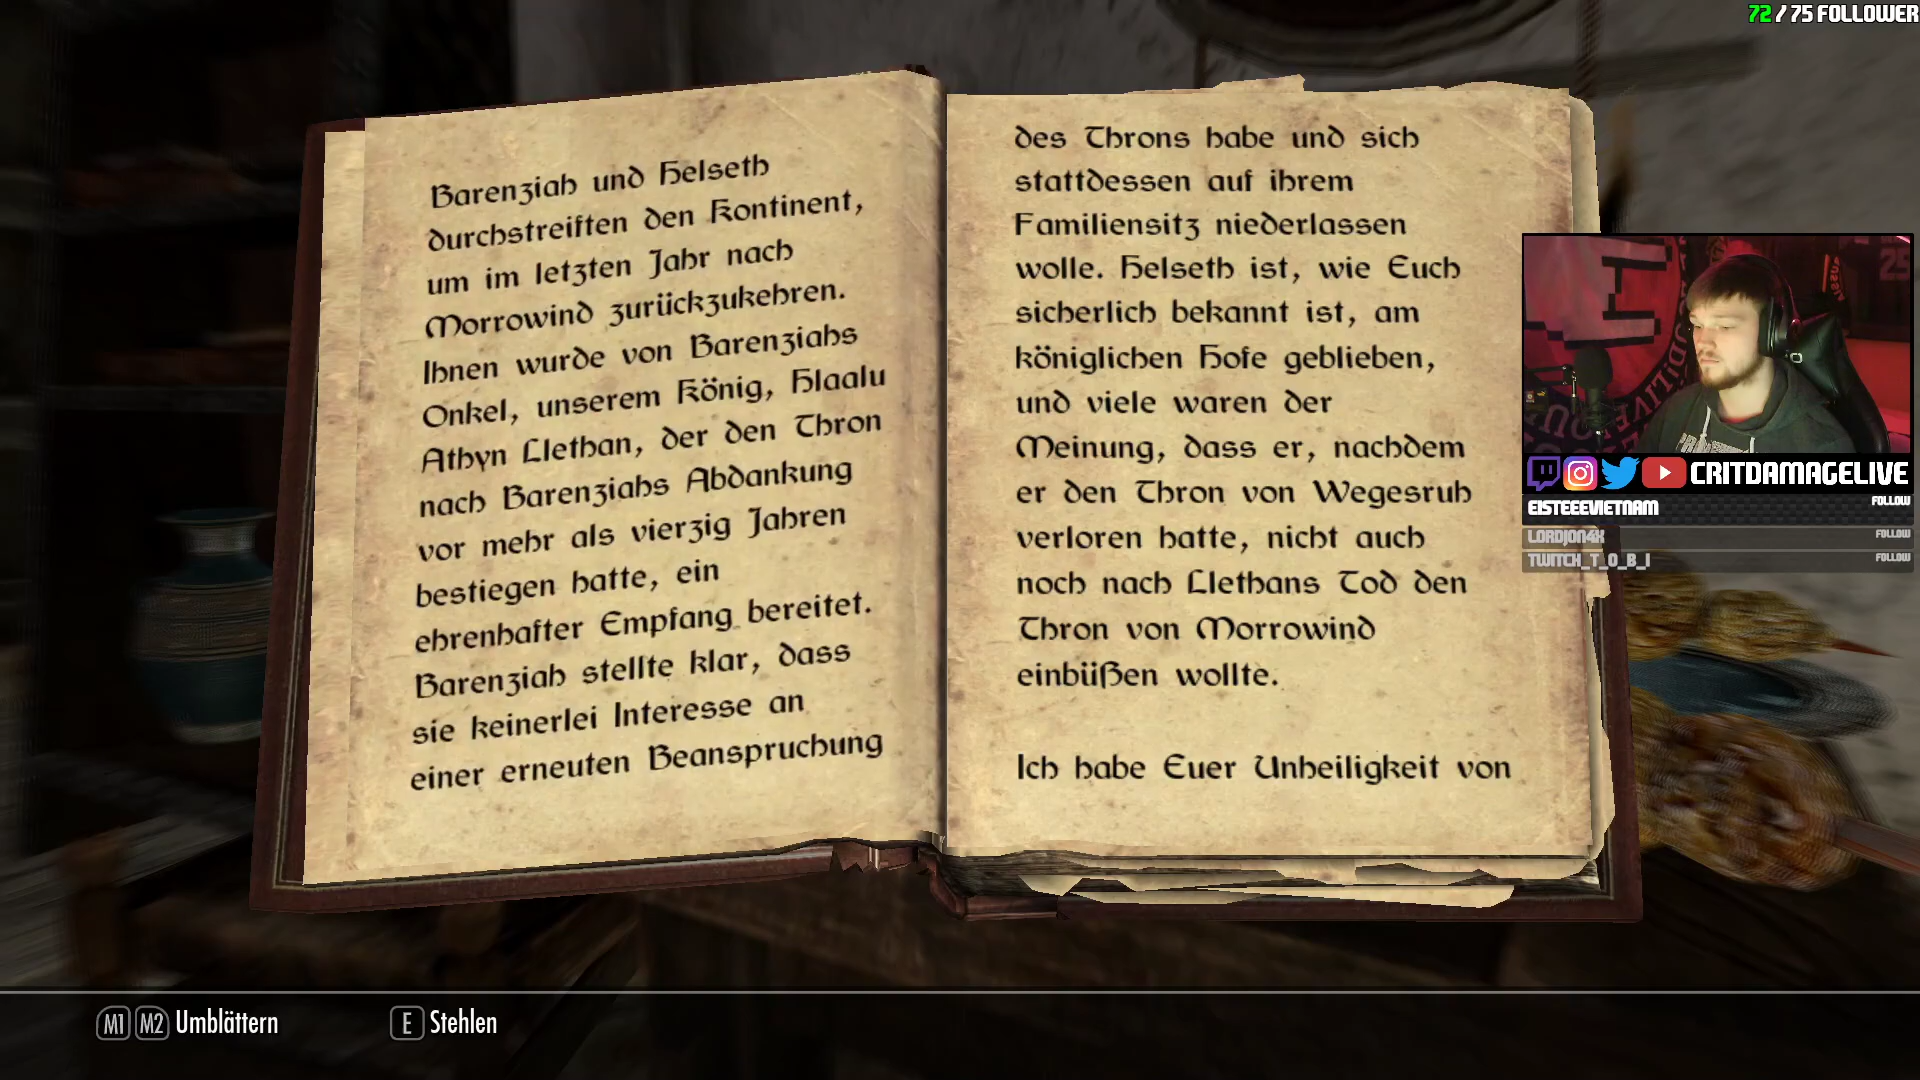 72 / 75 FOLLOWER
Barenziah und Helseth
durchstreiften den Kontinent,
um im letzten Jahr nach
Morrowind zurückzukehren.
Ihnen wurde von Barenziahs
Onkel, unserem König, Hlaalu
Athyn Llethan, der den Thron
nach Barenziahs Abdankung
vor mehr als vierzig Jahren
bestiegen hatte, ein
ehrenhafter Empfang bereitet.
Barenziah stellte klar, dass
sie keinerlei Interesse an
einer erneuten Beanspruchung
des Throns habe und sich
stattdessen auf ihrem
Familiensitz niederlassen
wolle. Helseth ist, wie Euch
sicherlich bekannt ist, am
königlichen Hofe geblieben,
und viele waren der
Meinung, dass er, nachdem
er den Thron von Wegesruh
verloren hatte, nicht auch
noch nach Llethans Tod den
Thron von Morrowind
einbüßen wollte.
Ich habe Euer Unheiligkeit von
CRITDAMAGELIVE
EISTEEEVIETNAM FOLLOW
LORDJON4X FOLLOW
TWITCH_T_O_B_I FOLLOW
M1 M2 Umblättern
E Stehlen